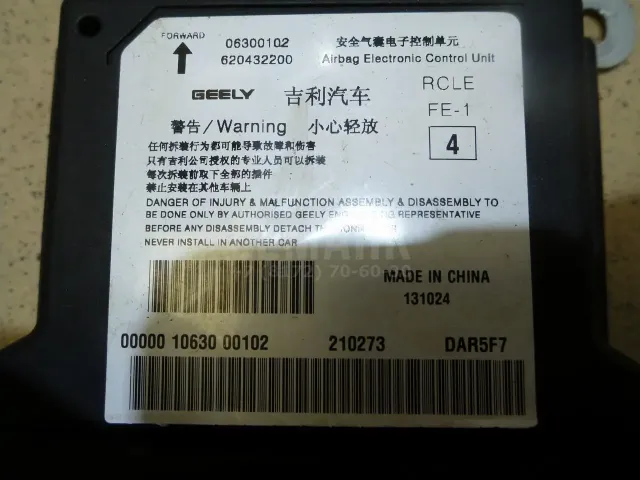 FORWARD
06300102 安全气囊电子控制单元
620432200 Airbag Electronic Control Unit
GEELY 吉利汽车 RCLE
FE-1
警告/Warning 小心轻放 4
任何拆装行为都可能导致故障和伤害
只有吉利公司授权的专业人员可以拆装
每次拆装前取下全部的插件
禁止安装在其他车辆上
DANGER OF INJURY & MALFUNCTION ASSEMBLY & DISASSEMBLY TO
BE DONE ONLY BY AUTHORISED GEELY REPRESENTATIVE
BEFORE ANY DISASSEMBLY DETACH
NEVER INSTALL IN ANOTHER CAR
MADE IN CHINA
131024
00000 10630 00102 210273 DAR5F7